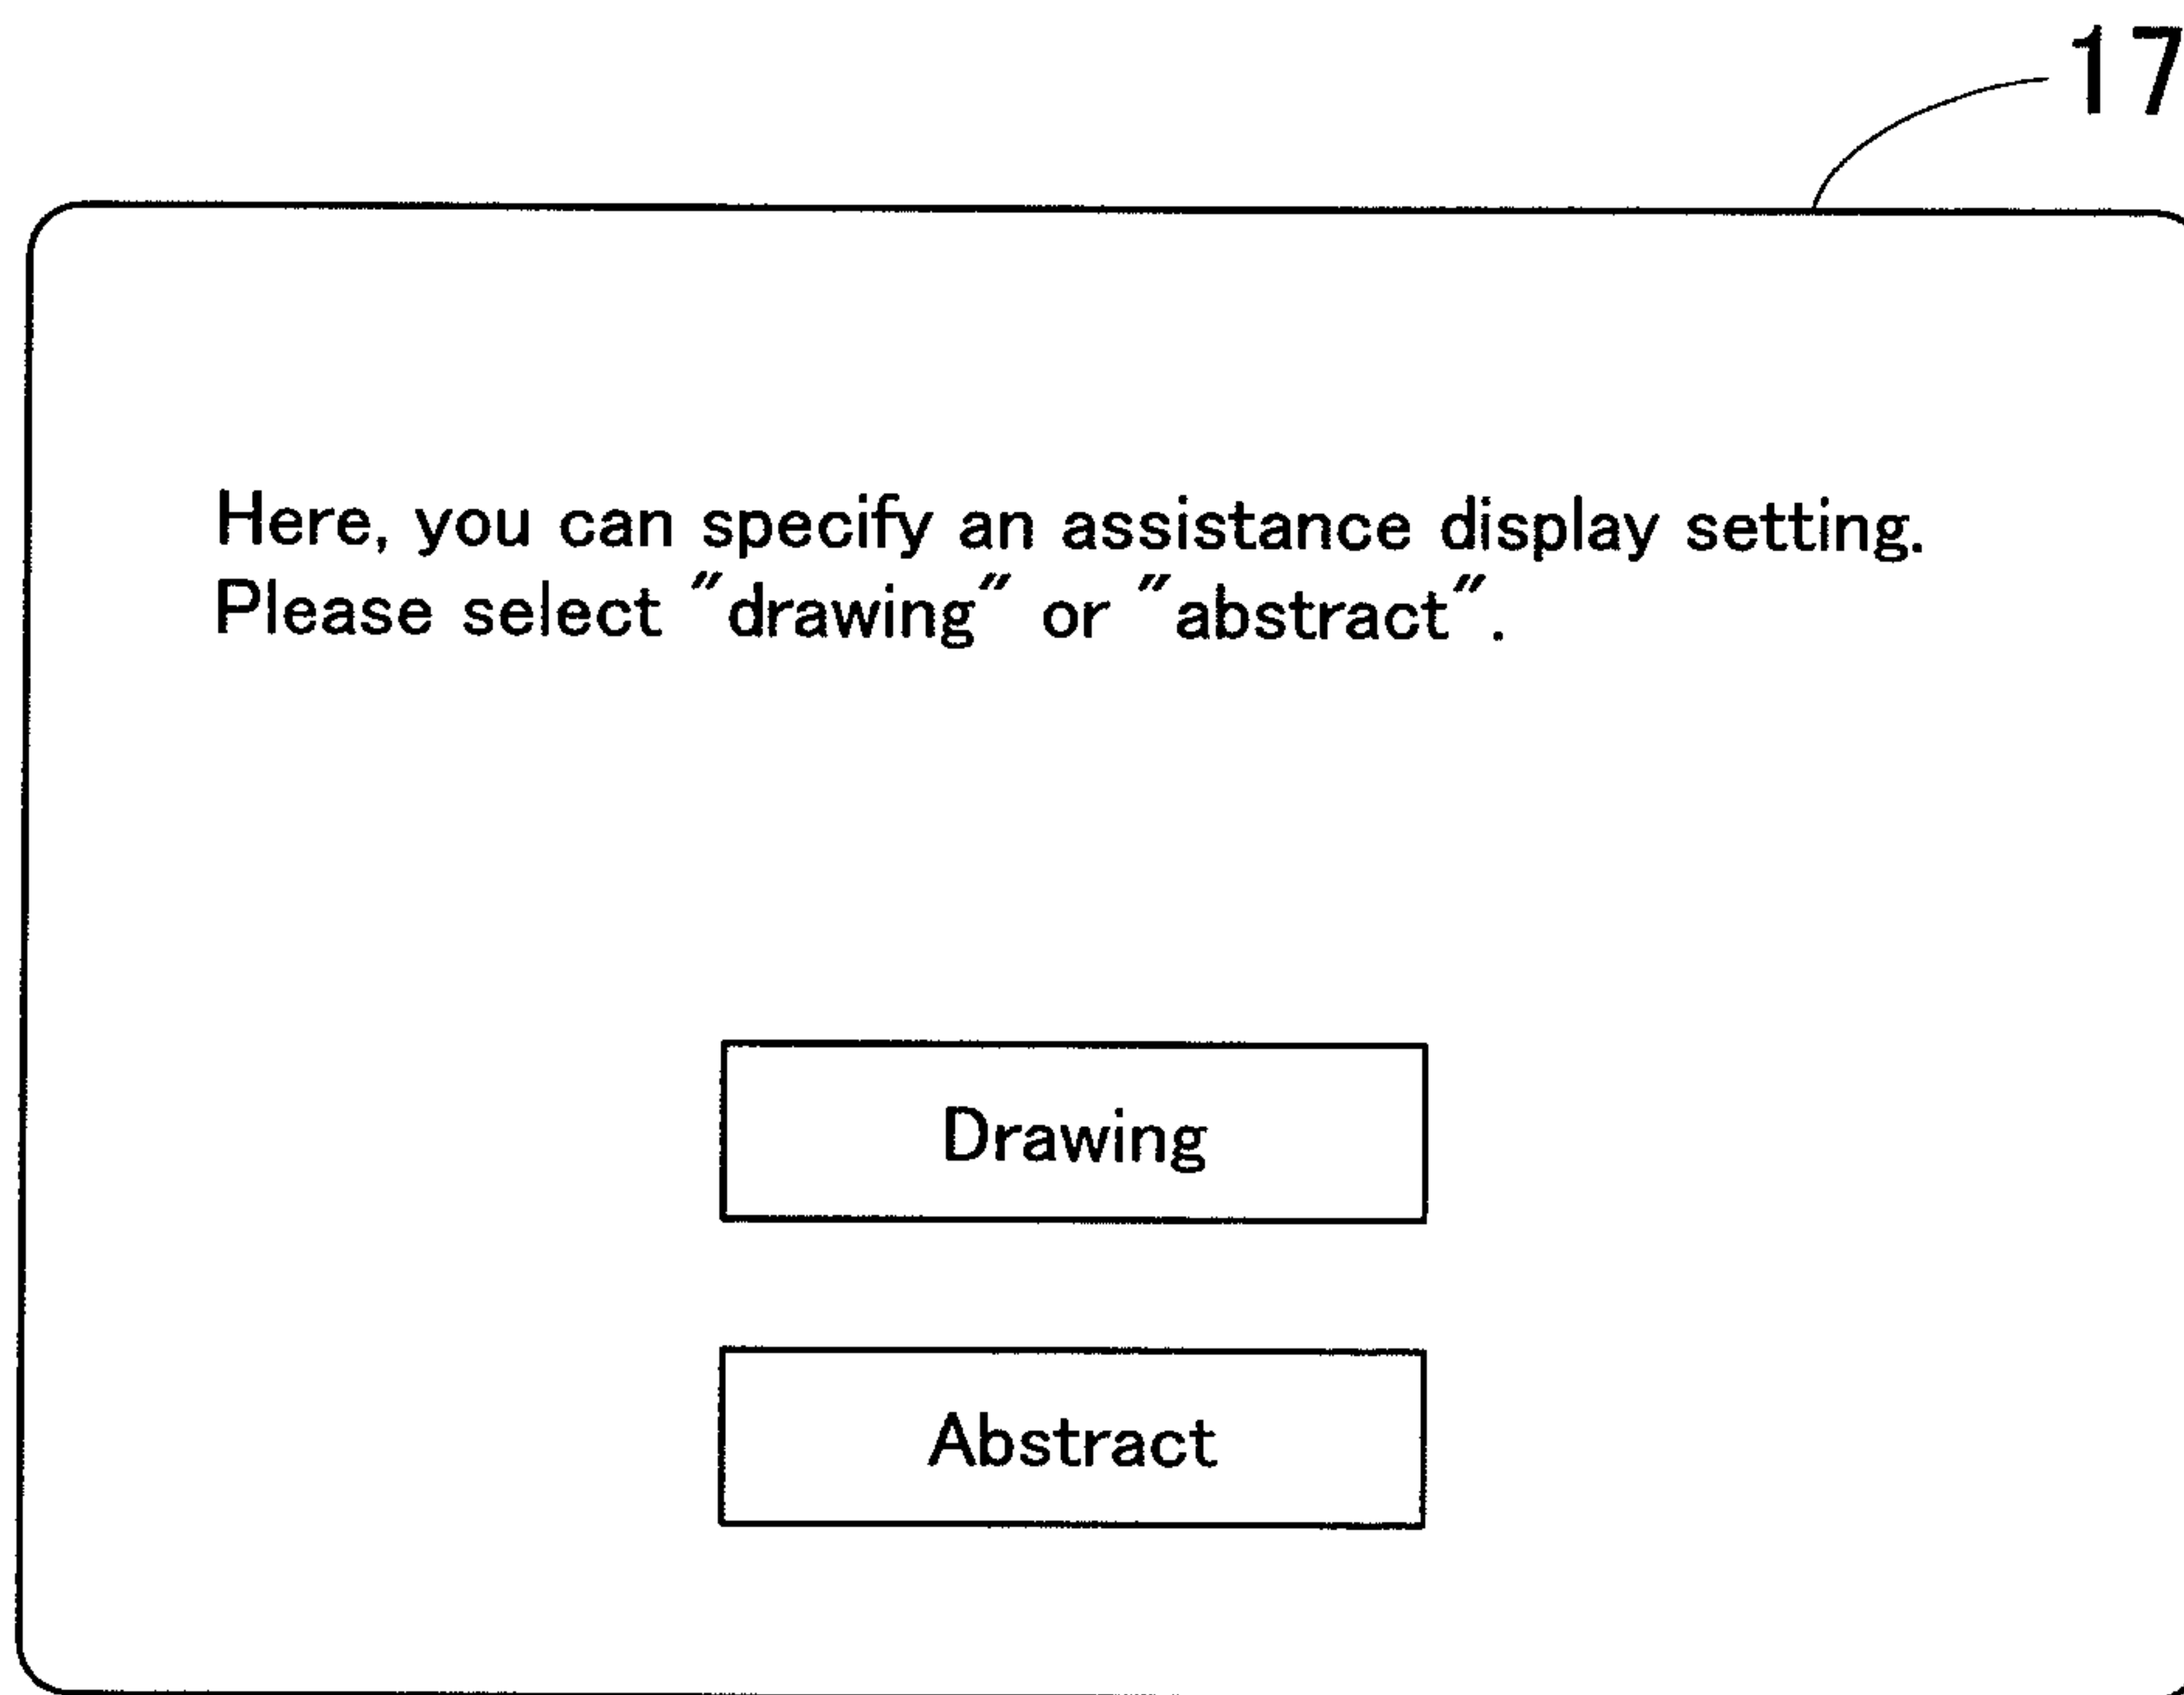 17
Here, you can specify an assistance display setting.
Please select "drawing" or "abstract".
Drawing
Abstract